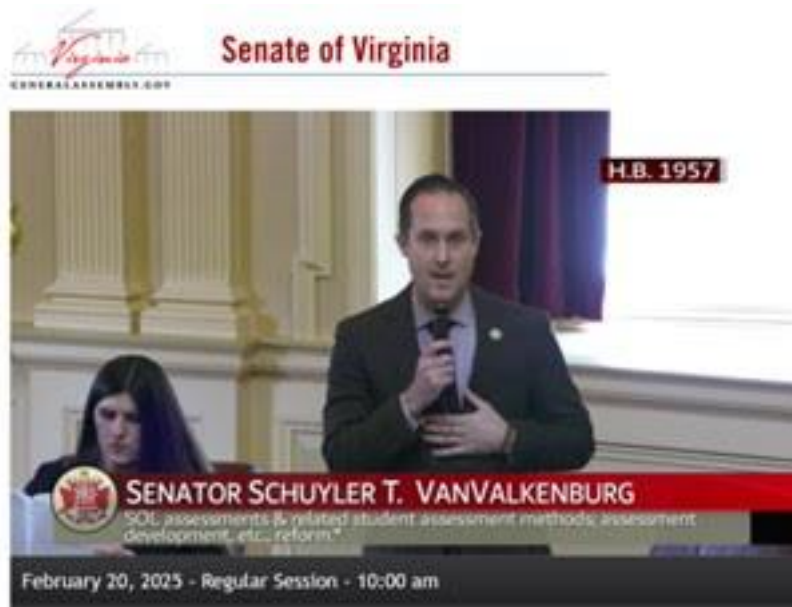 Virginia
GENERALASSEMBLY.GOV
Senate of Virginia
H.B. 1957
SENATOR SCHUYLER T. VANVALKENBURG
SOL assessments & related student assessment methods; assessment
development, etc., reform.*
February 20, 2025 - Regular Session - 10:00 am